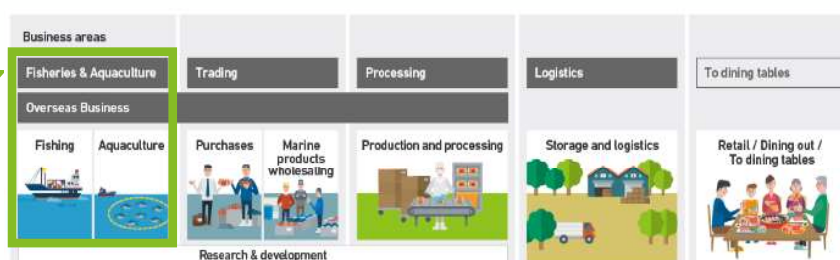 Business areas
Fisheries & Aquaculture
Trading
Processing
Logistics
To dining tables
Overseas Business
Fishing
Aquaculture
Purchases
Marine
products
wholesaling
Production and processing
Storage and logistics
Retail / Dining out /
To dining tables
Research & development